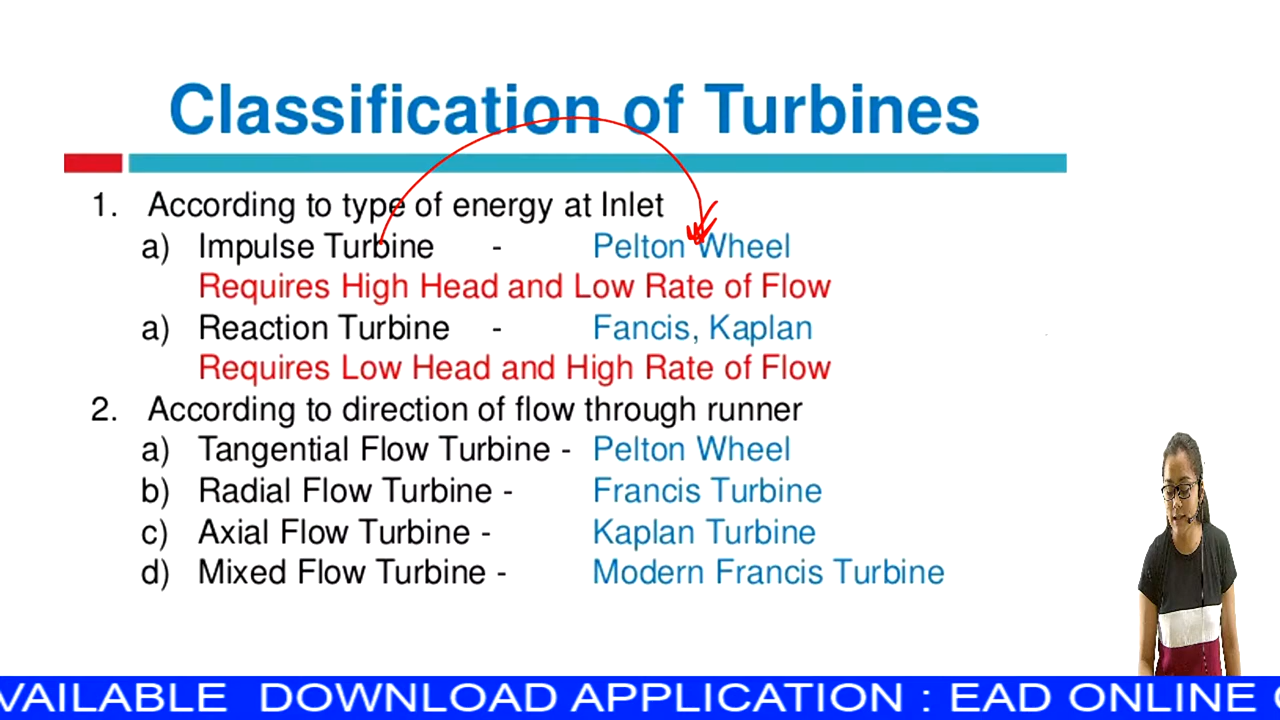 Classification of Turbines
1. According to type of energy at Inlet
a) Impulse Turbine - Pelton Wheel
Requires High Head and Low Rate of Flow
a) Reaction Turbine - Fancis, Kaplan
Requires Low Head and High Rate of Flow
2. According to direction of flow through runner
a) Tangential Flow Turbine - Pelton Wheel
b) Radial Flow Turbine - Francis Turbine
c) Axial Flow Turbine - Kaplan Turbine
d) Mixed Flow Turbine - Modern Francis Turbine
VAILABLE DOWNLOAD APPLICATION : EAD ONLINE